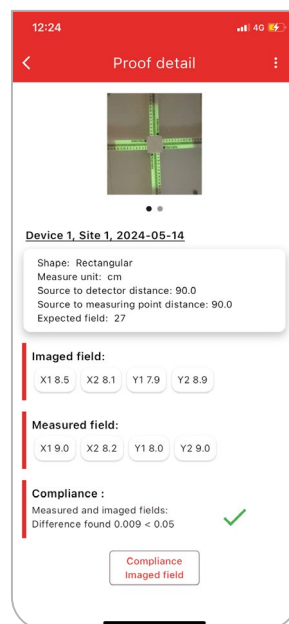 12:24
4G
Proof detail
Device 1, Site 1, 2024-05-14
Shape: Rectangular
Measure unit: cm
Source to detector distance: 90.0
Source to measuring point distance: 90.0
Expected field: 27
Imaged field:
X1 8.5 X2 8.1 Y1 7.9 Y2 8.9
Measured field:
X1 9.0 X2 8.2 Y1 8.0 Y2 9.0
Compliance :
Measured and imaged fields:
Difference found 0.009 < 0.05
Compliance
Imaged field